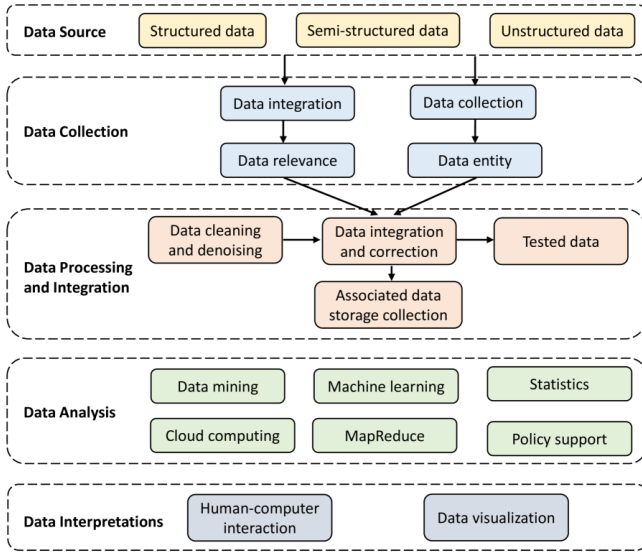 Data Source
Structured data
Semi-structured data
Unstructured data
Data Collection
Data integration
Data collection
Data relevance
Data entity
Data Processing
and Integration
Data cleaning
and denoising
Data integration
and correction
Tested data
Associated data
storage collection
Data Analysis
Data mining
Machine learning
Statistics
Cloud computing
MapReduce
Policy support
Data Interpretations
Human-computer
interaction
Data visualization